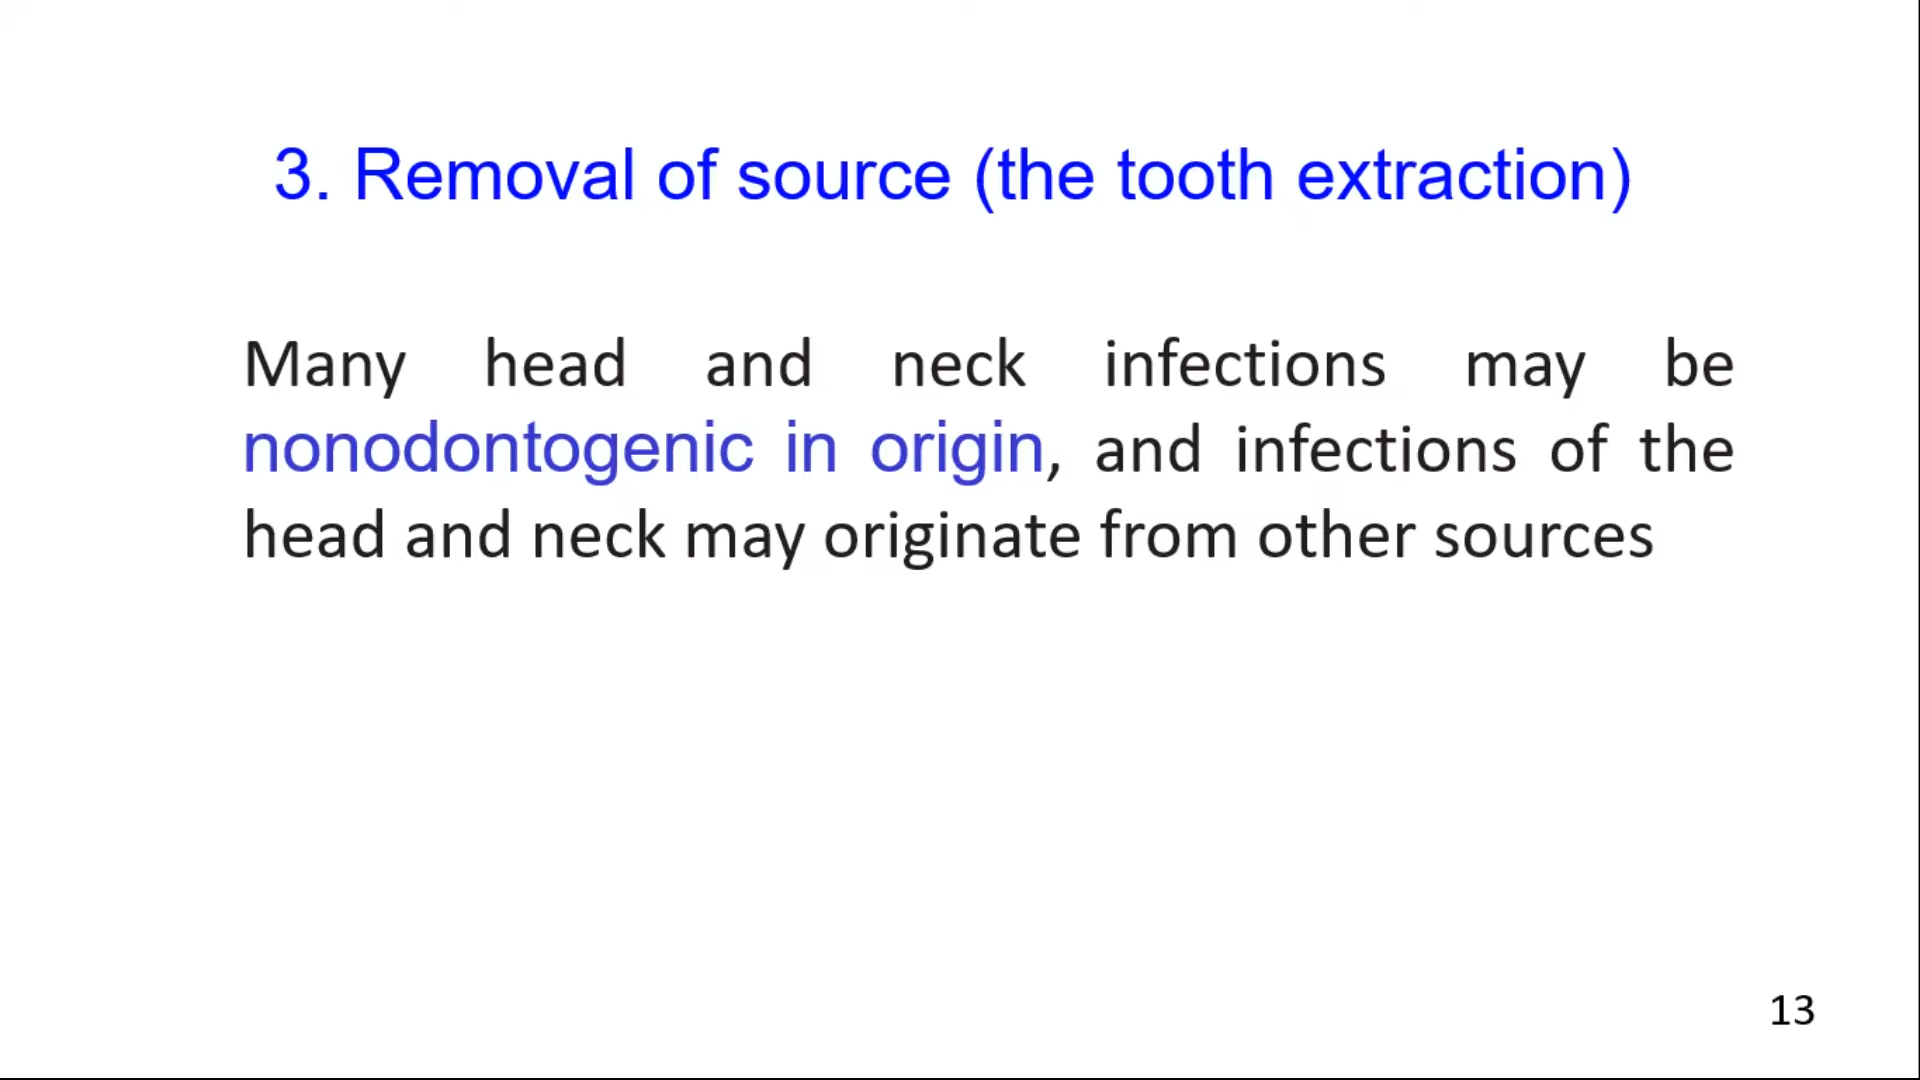 3. Removal of source (the tooth extraction)
Many head and neck infections may be
nonodontogenic in origin, and infections of the
head and neck may originate from other sources
13